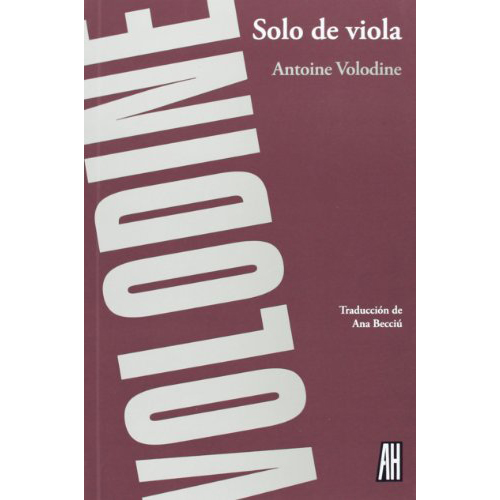 Solo de viola
Antoine Volodine
VOLODINE
Traducción de
Ana Becciú
AH